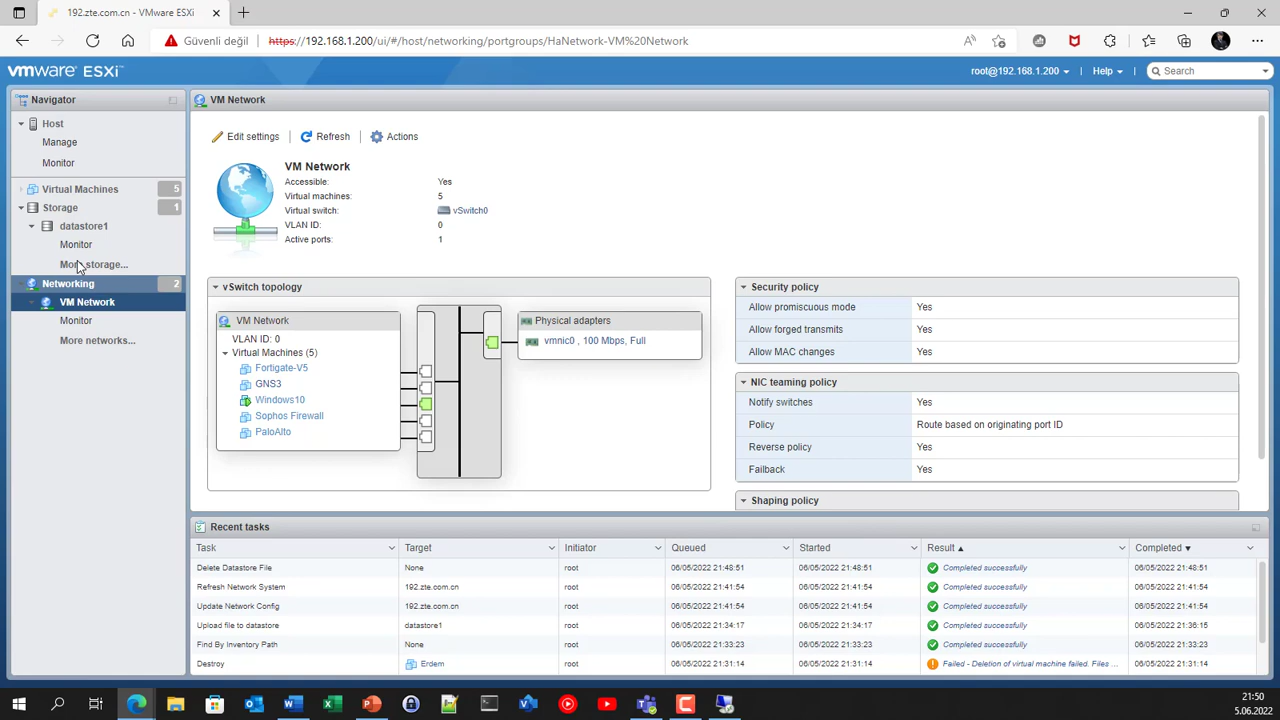 192.zte.com.cn - VMware ESXi
Güvenli değil
https://192.168.1.200/ui/#/host/networking/portgroups/HaNetwork-VM%20Network
vmware ESXi
root@192.168.1.200
Help
Search
Navigator
Host
Manage
Monitor
Virtual Machines 5
Storage 1
datastore1
Monitor
More storage...
Networking 2
VM Network
Monitor
More networks...
VM Network
Edit settings
Refresh
Actions
VM Network
Accessible: Yes
Virtual machines: 5
Virtual switch: vSwitch0
VLAN ID: 0
Active ports: 1
vSwitch topology
VM Network
VLAN ID: 0
Virtual Machines (5)
Fortigate-V5
GNS3
Windows10
Sophos Firewall
PaloAlto
Physical adapters
vmnic0 , 100 Mbps, Full
Security policy
Allow promiscuous mode Yes
Allow forged transmits Yes
Allow MAC changes Yes
NIC teaming policy
Notify switches Yes
Policy Route based on originating port ID
Reverse policy Yes
Failback Yes
Shaping policy
Recent tasks
Task Target Initiator Queued Started Result Completed
Delete Datastore File None root 06/05/2022 21:48:51 06/05/2022 21:48:51 Completed successfully 06/05/2022 21:48:51
Refresh Network System 192.zte.com.cn root 06/05/2022 21:41:54 06/05/2022 21:41:54 Completed successfully 06/05/2022 21:41:54
Update Network Config 192.zte.com.cn root 06/05/2022 21:41:54 06/05/2022 21:41:54 Completed successfully 06/05/2022 21:41:54
Upload file to datastore datastore1 root 06/05/2022 21:34:17 06/05/2022 21:34:17 Completed successfully 06/05/2022 21:36:15
Find By Inventory Path None root 06/05/2022 21:33:23 06/05/2022 21:33:23 Completed successfully 06/05/2022 21:33:23
Destroy Erdem root 06/05/2022 21:31:14 06/05/2022 21:31:14 Failed - Deletion of virtual machine failed. Files ... 06/05/2022 21:31:14
21:50
5.06.2022